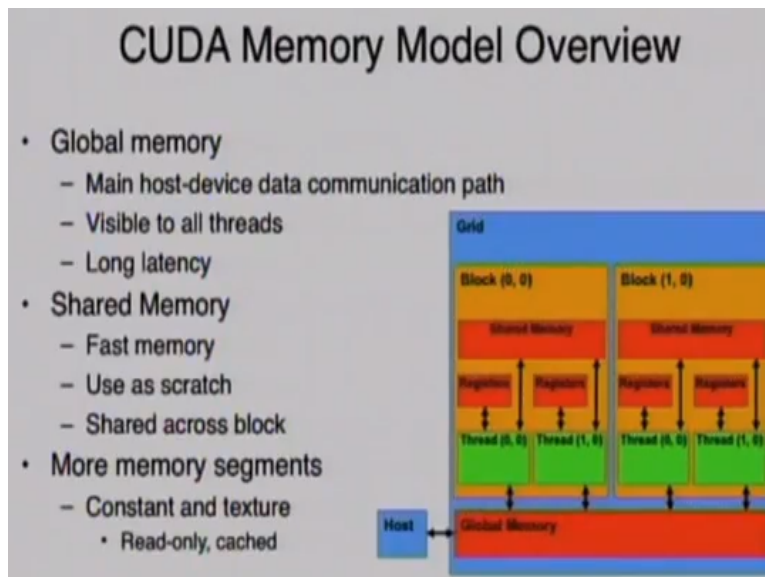 CUDA Memory Model Overview
• Global memory
– Main host-device data communication path
– Visible to all threads
– Long latency
• Shared Memory
– Fast memory
– Use as scratch
– Shared across block
• More memory segments
– Constant and texture
• Read-only, cached
Grid
Block (0, 0) Block (1, 0)
Shared Memory Shared Memory
Registers Registers Registers Registers
Thread (0, 0) Thread (1, 0) Thread (0, 0) Thread (1, 0)
Host Global Memory